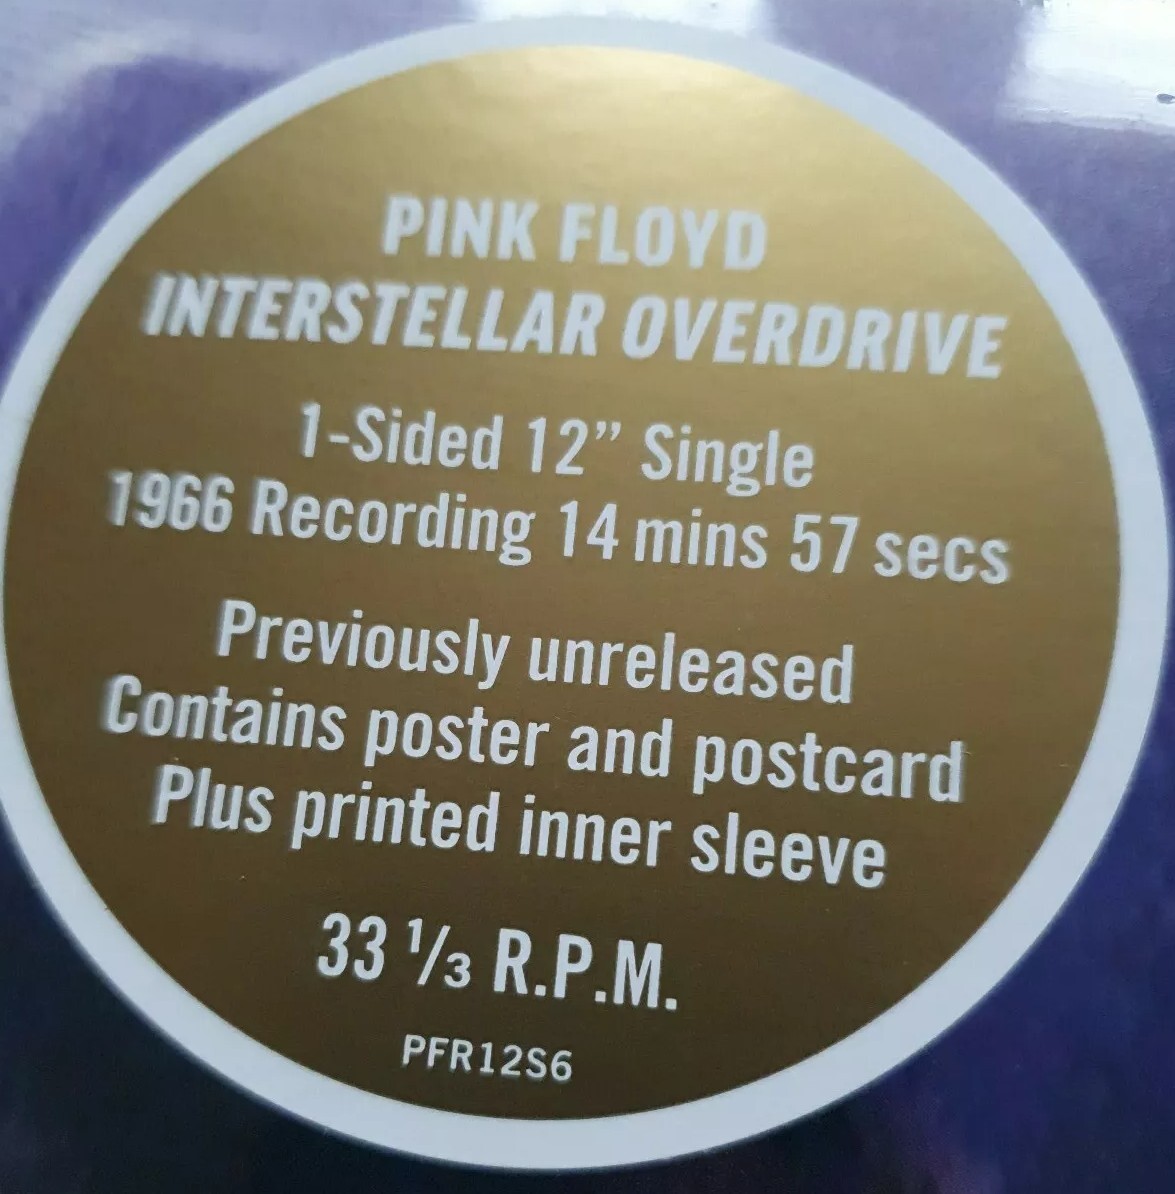 PINK FLOYD
INTERSTELLAR OVERDRIVE
1-Sided 12” Single
1966 Recording 14 mins 57 secs
Previously unreleased
Contains poster and postcard
Plus printed inner sleeve
33 ⅓ R.P.M.
PFR12S6